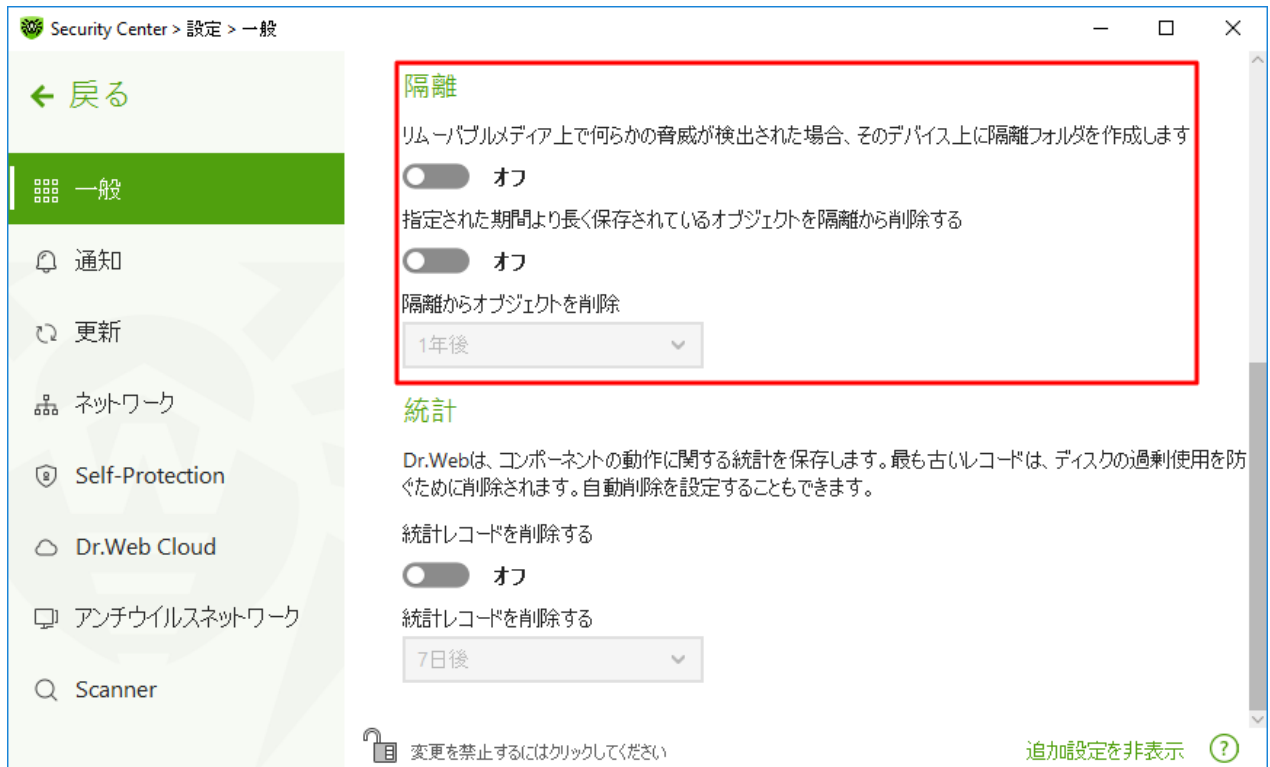 Security Center > 設定 > 一般
戻る
一般
通知
更新
ネットワーク
Self-Protection
Dr.Web Cloud
アンチウイルスネットワーク
Scanner
隔離
リムーバブルメディア上で何らかの脅威が検出された場合、そのデバイス上に隔離フォルダを作成します
オフ
指定された期間より長く保存されているオブジェクトを隔離から削除する
オフ
隔離からオブジェクトを削除
1年後
統計
Dr.Webは、コンポーネントの動作に関する統計を保存します。最も古いレコードは、ディスクの過剰使用を防
ぐために削除されます。自動削除を設定することもできます。
統計レコードを削除する
オフ
統計レコードを削除する
7日後
変更を禁止するにはクリックしてください
追加設定を非表示
?